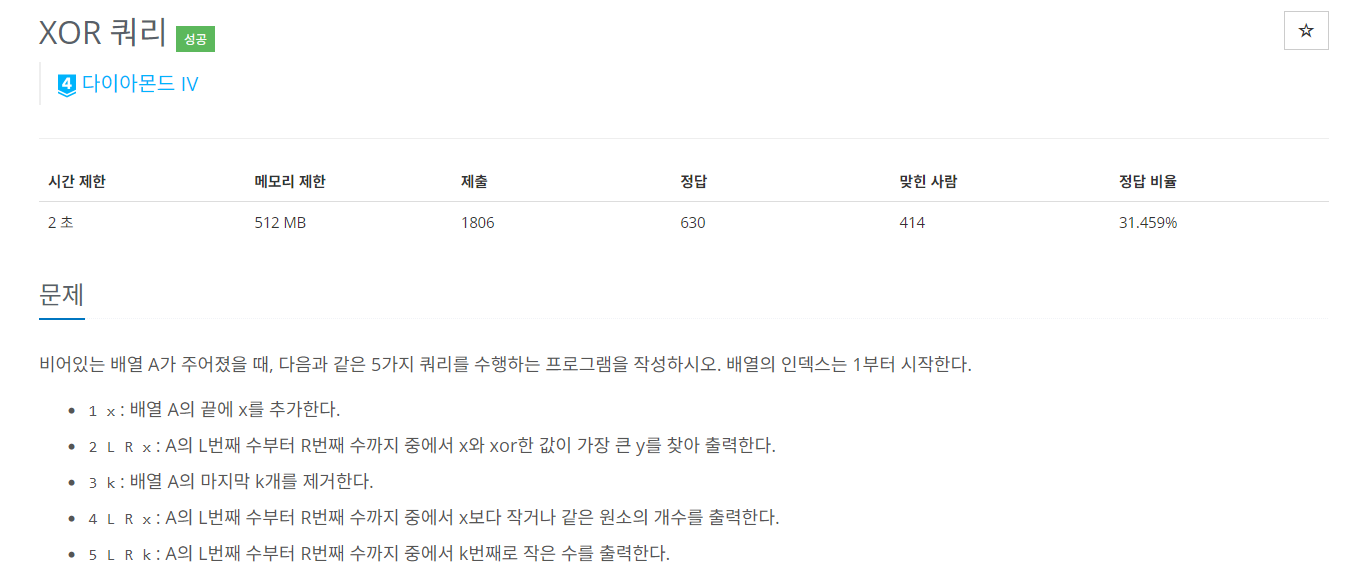 XOR 쿼리 성공
☆
4 다이아몬드 IV
시간 제한 메모리 제한 제출 정답 맞힌 사람 정답 비율
2 초 512 MB 1806 630 414 31.459%
문제
비어있는 배열 A가 주어졌을 때, 다음과 같은 5가지 쿼리를 수행하는 프로그램을 작성하시오. 배열의 인덱스는 1부터 시작한다.
• 1 x : 배열 A의 끝에 x를 추가한다.
• 2 L R x : A의 L번째 수부터 R번째 수까지 중에서 x와 xor한 값이 가장 큰 y를 찾아 출력한다.
• 3 k : 배열 A의 마지막 k개를 제거한다.
• 4 L R x : A의 L번째 수부터 R번째 수까지 중에서 x보다 작거나 같은 원소의 개수를 출력한다.
• 5 L R k : A의 L번째 수부터 R번째 수까지 중에서 k번째로 작은 수를 출력한다.